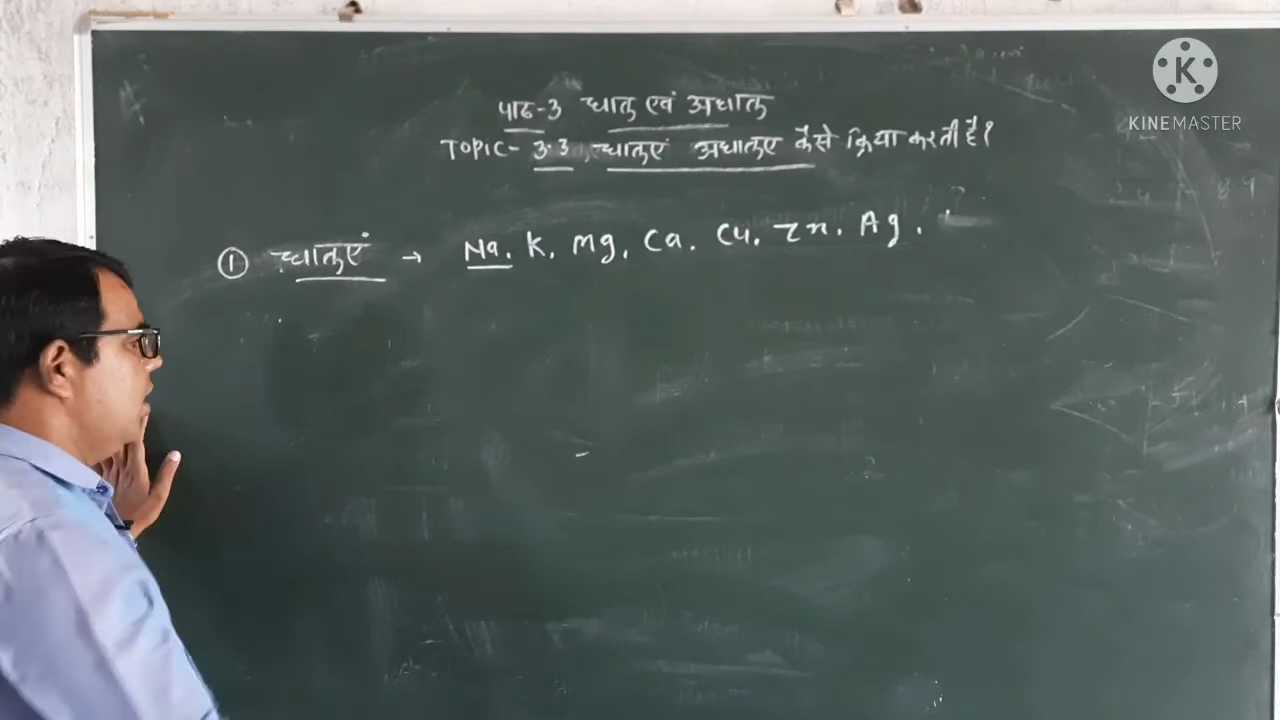 पाठ-3 धातु एवं अधातु
TOPIC- 3.3 धातुएं अधातुएं कैसे क्रिया करती है?
① धातुएं → Na. K. Mg. Ca. Cu. Zn. Ag.
K
KINEMASTER